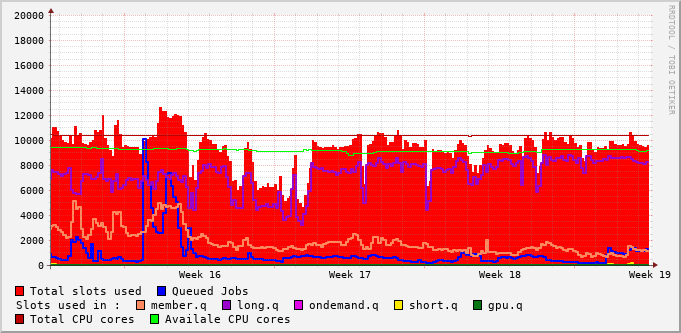 RRDTOOL / TOBI OETIKER
20000
18000
16000
14000
12000
10000
8000
6000
4000
2000
0
Week 16 Week 17 Week 18 Week 19
Total slots used Queued Jobs
Slots used in : member.q long.q ondemand.q short.q gpu.q
Total CPU cores Availale CPU cores